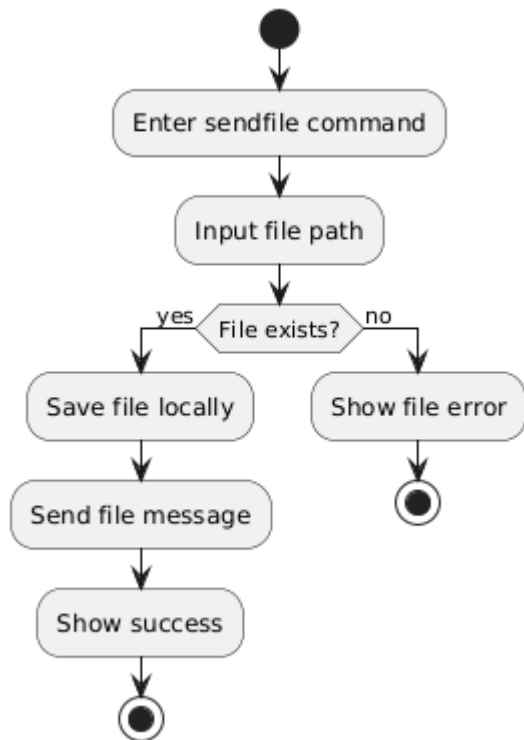 Enter sendfile command
Input file path
yes
File exists?
no
Save file locally
Show file error
Send file message
Show success